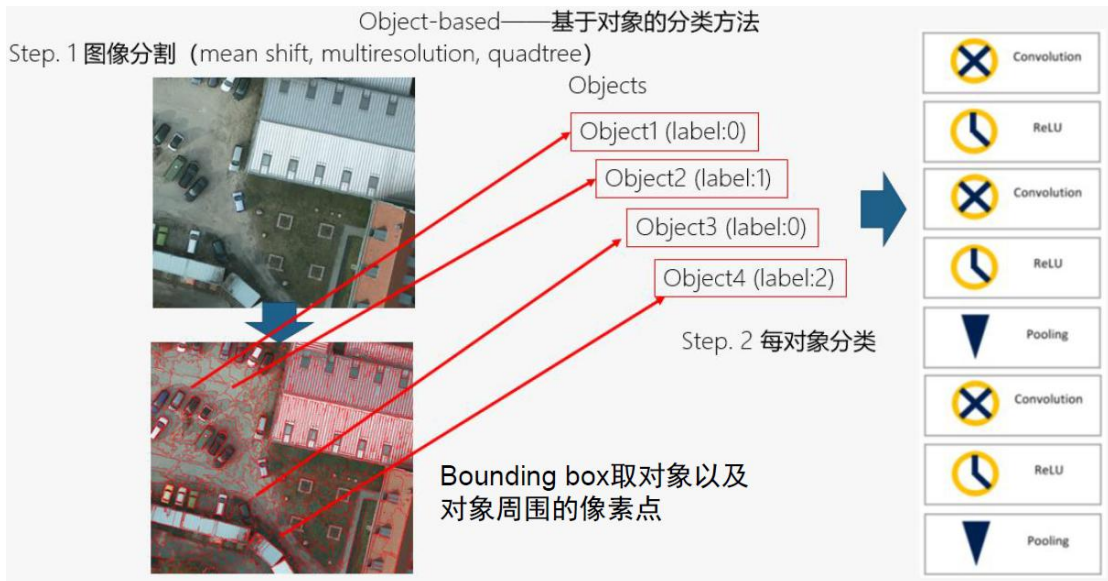 Object-based——基于对象的分类方法
Step. 1 图像分割（mean shift, multiresolution, quadtree）
Objects
Object1 (label:0)
Object2 (label:1)
Object3 (label:0)
Object4 (label:2)
Step. 2 每对象分类
Bounding box取对象以及
对象周围的像素点
Convolution
ReLU
Convolution
ReLU
Pooling
Convolution
ReLU
Pooling